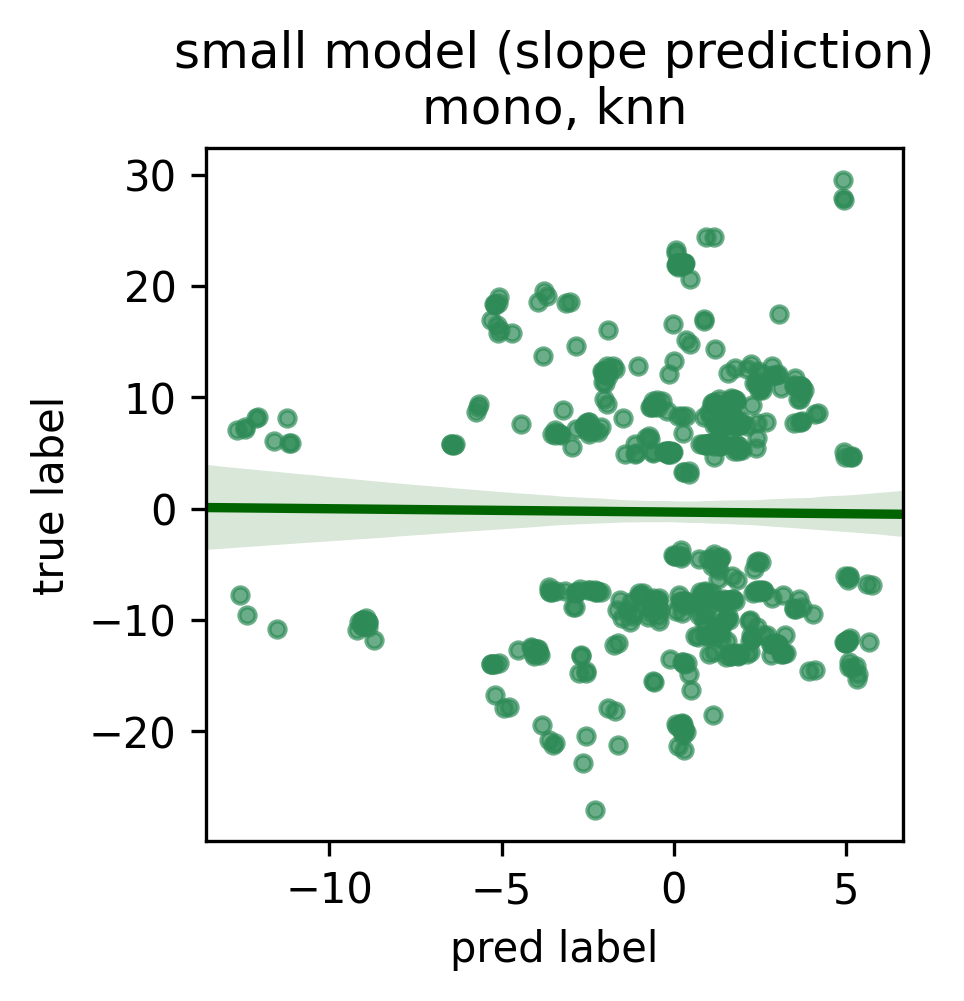 small model (slope prediction)
mono, knn
30
20
10
0
−10
−20
true label
−10
−5
0
5
pred label